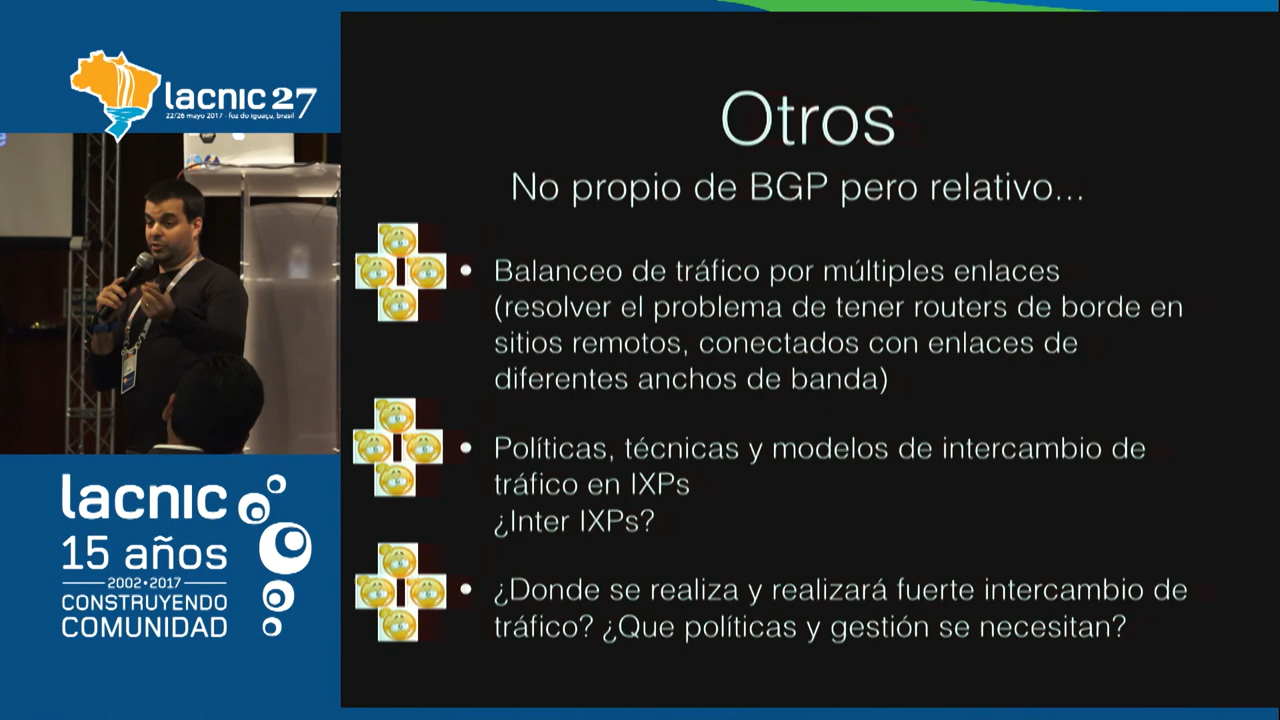 lacnic 27
22/26 mayo 2017 - foz do iguaçu, brasil
lacnic
15 años
2002•2017
CONSTRUYENDO
COMUNIDAD
Otros
No propio de BGP pero relativo...
• Balanceo de tráfico por múltiples enlaces
(resolver el problema de tener routers de borde en
sitios remotos, conectados con enlaces de
diferentes anchos de banda)
• Políticas, técnicas y modelos de intercambio de
tráfico en IXPs
¿Inter IXPs?
• ¿Donde se realiza y realizará fuerte intercambio de
tráfico? ¿Que políticas y gestión se necesitan?